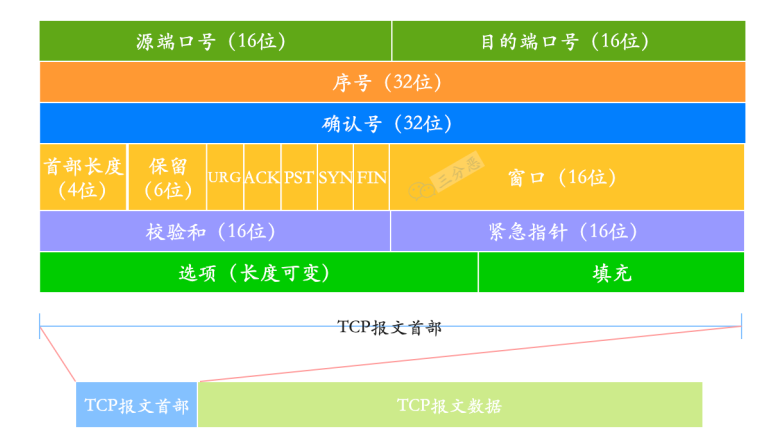 源端口号（16位）
目的端口号（16位）
序号（32位）
确认号（32位）
首部长度
（4位）
保留
（6位）
URG
ACK
PST
SYN
FIN
三分恶
窗口（16位）
校验和（16位）
紧急指针（16位）
选项（长度可变）
填充
TCP报文首部
TCP报文首部
TCP报文数据